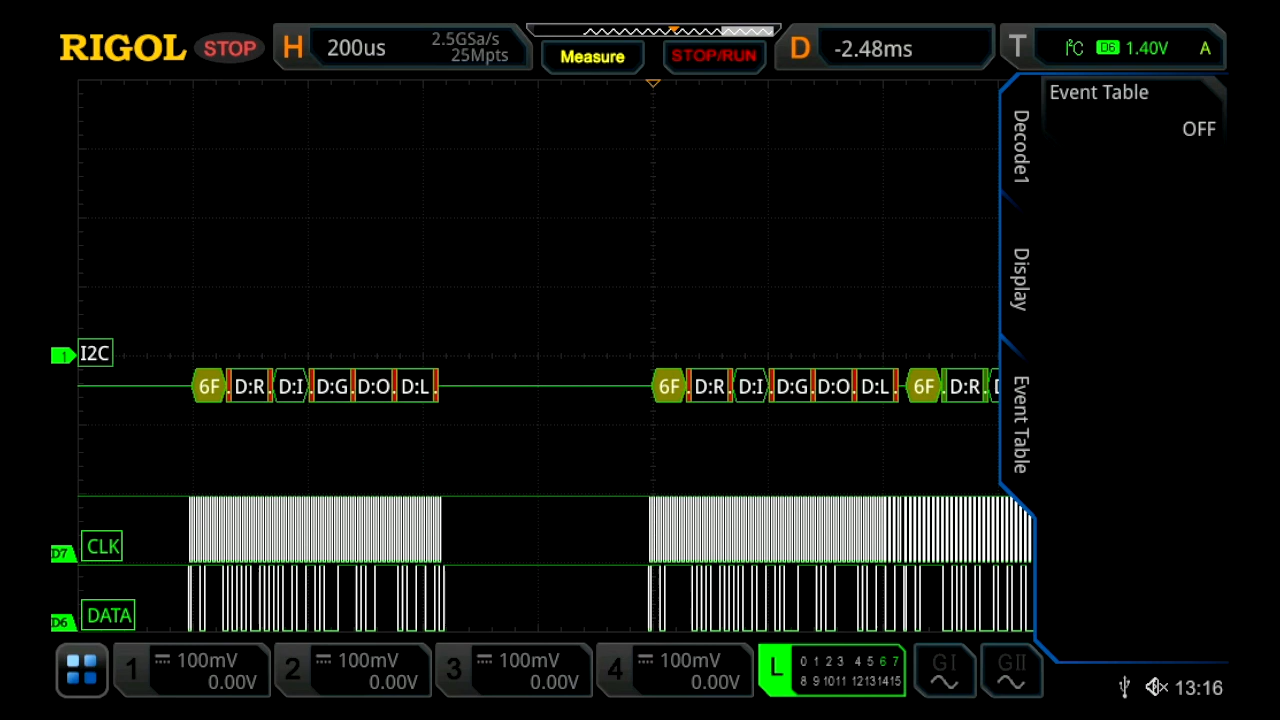 RIGOL STOP H 200us 2.5GSa/s 25Mpts Measure STOP/RUN D -2.48ms T I²C D6 1.40V A
Event Table
OFF
Decode1
Display
Event Table
1 I2C
6F D:R D:I D:G D:O D:L 6F D:R D:I D:G D:O D:L 6F D:R
D7 CLK
D6 DATA
1 100mV 0.00V 2 100mV 0.00V 3 100mV 0.00V 4 100mV 0.00V L 0 1 2 3 4 5 6 7 8 9 10 11 12 13 14 15 GI GII
13:16